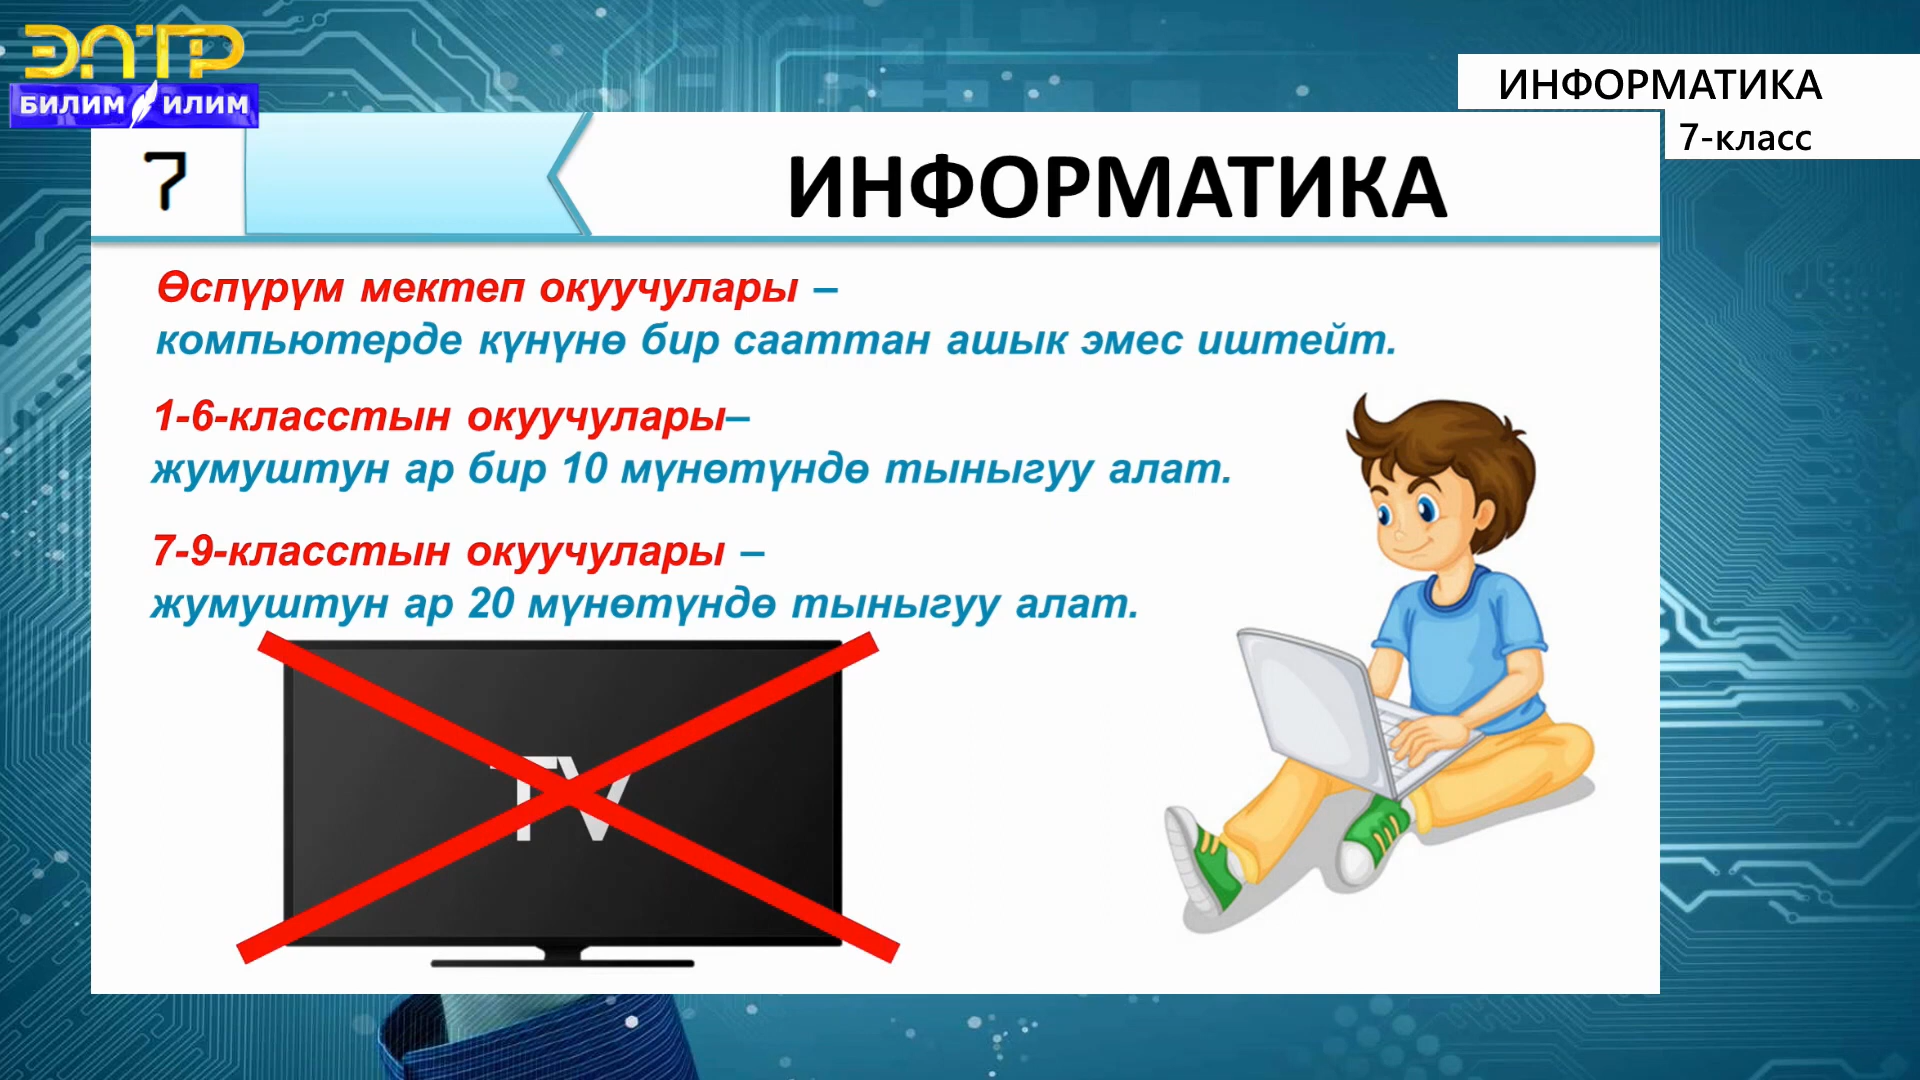 ЭЛТР
БИЛИМ ИЛИМ
ИНФОРМАТИКА
7-класс
7
ИНФОРМАТИКА
Өспүрүм мектеп окуучулары –
компьютерде күнүнө бир сааттан ашык эмес иштейт.
1-6-класстын окуучулары–
жумуштун ар бир 10 мүнөтүндө тыныгуу алат.
7-9-класстын окуучулары –
жумуштун ар 20 мүнөтүндө тыныгуу алат.
TV